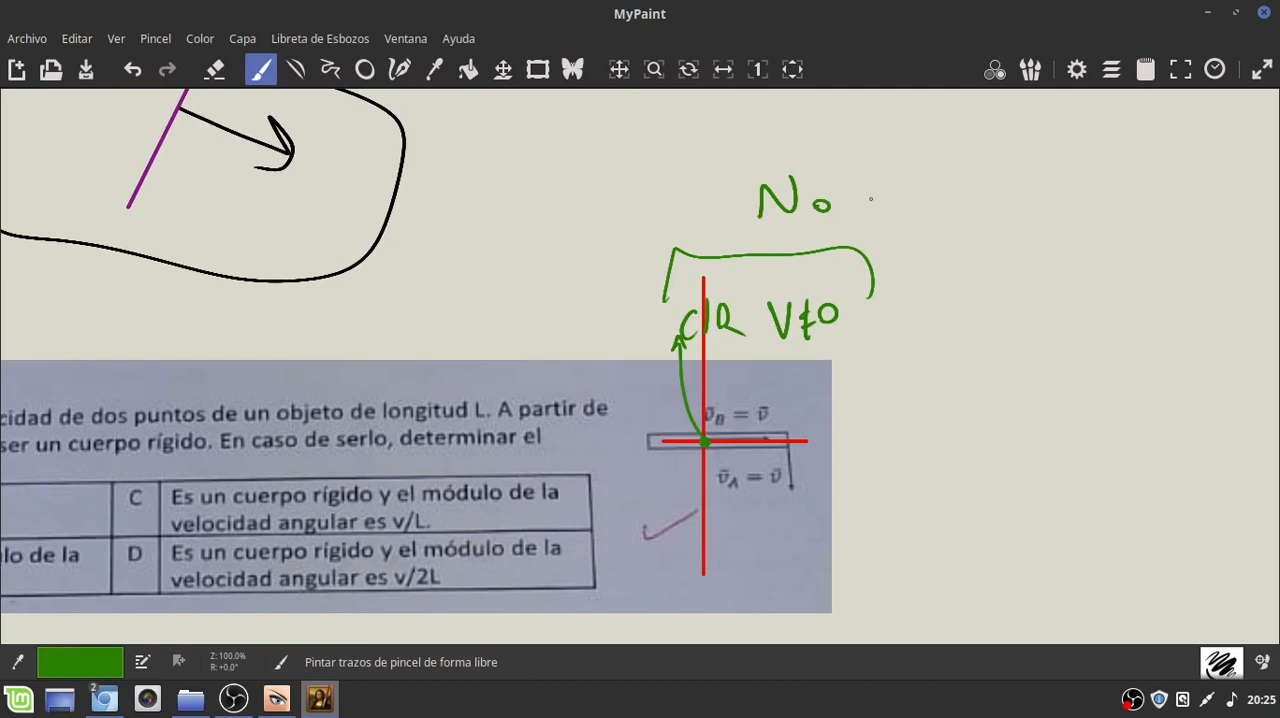 MyPaint
Archivo Editar Ver Pincel Color Capa Libreta de Esbozos Ventana Ayuda
No
CIR V≠0
cidad de dos puntos de un objeto de longitud L. A partir de
ser un cuerpo rígido. En caso de serlo, determinar el
C Es un cuerpo rígido y el módulo de la
velocidad angular es v/L.
lo de la D Es un cuerpo rígido y el módulo de la
velocidad angular es v/2L
v̄B = v̄
v̄A = v̄
Z: 100.0%
R: +0.0°
Pintar trazos de pincel de forma libre
2
20:25